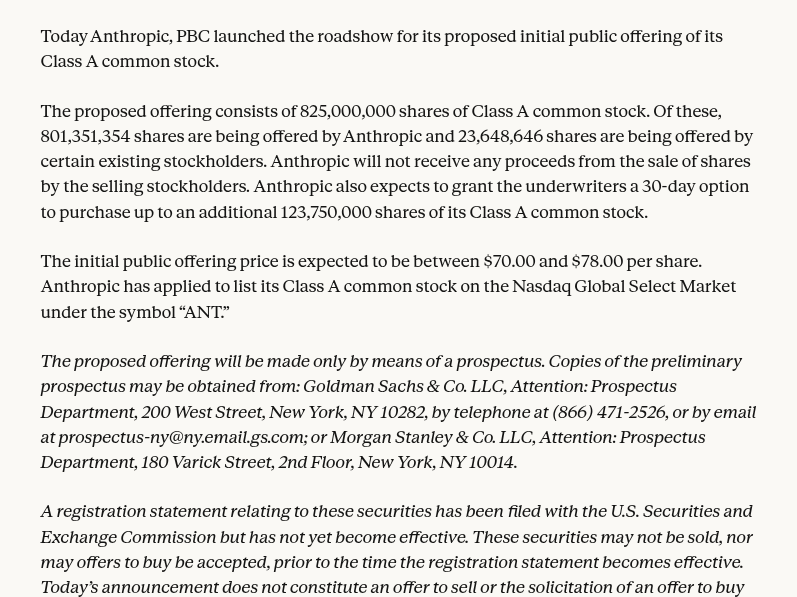 Today Anthropic, PBC launched the roadshow for its proposed initial public offering of its
Class A common stock.
The proposed offering consists of 825,000,000 shares of Class A common stock. Of these,
801,351,354 shares are being offered by Anthropic and 23,648,646 shares are being offered by
certain existing stockholders. Anthropic will not receive any proceeds from the sale of shares
by the selling stockholders. Anthropic also expects to grant the underwriters a 30-day option
to purchase up to an additional 123,750,000 shares of its Class A common stock.
The initial public offering price is expected to be between $70.00 and $78.00 per share.
Anthropic has applied to list its Class A common stock on the Nasdaq Global Select Market
under the symbol “ANT.”
The proposed offering will be made only by means of a prospectus. Copies of the preliminary
prospectus may be obtained from: Goldman Sachs & Co. LLC, Attention: Prospectus
Department, 200 West Street, New York, NY 10282, by telephone at (866) 471-2526, or by email
at prospectus-ny@ny.email.gs.com; or Morgan Stanley & Co. LLC, Attention: Prospectus
Department, 180 Varick Street, 2nd Floor, New York, NY 10014.
A registration statement relating to these securities has been filed with the U.S. Securities and
Exchange Commission but has not yet become effective. These securities may not be sold, nor
may offers to buy be accepted, prior to the time the registration statement becomes effective.
Today’s announcement does not constitute an offer to sell or the solicitation of an offer to buy